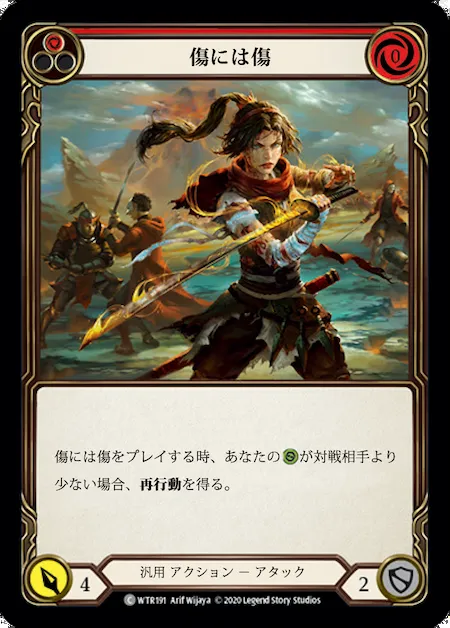 傷には傷
0
傷には傷をプレイする時、あなたのが対戦相手より
少ない場合、再行動を得る。
4
汎用 アクション ー アタック
2
C WTR191 Arif Wijaya © 2020 Legend Story Studios